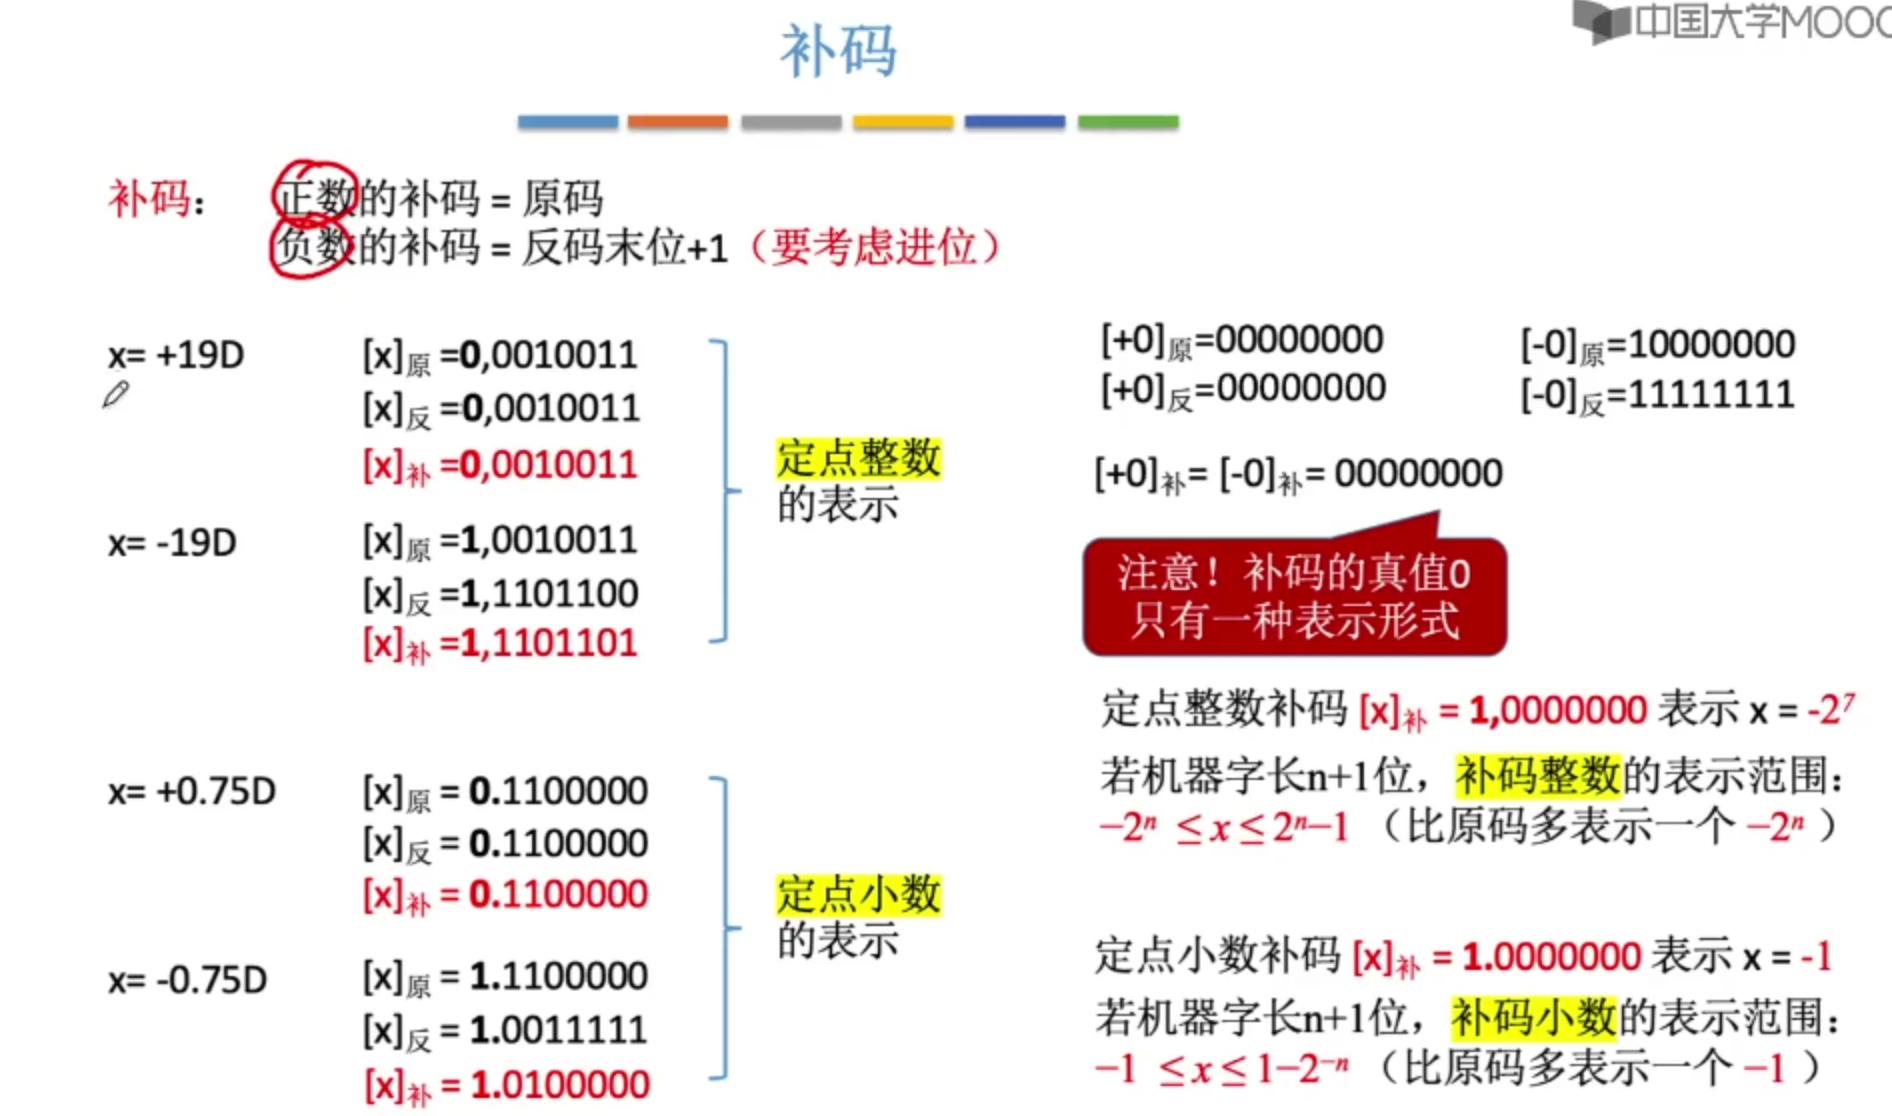 中国大学MOOC
补码
补码： 正数的补码 = 原码
负数的补码 = 反码末位+1（要考虑进位）
x= +19D
[x]原 =0,0010011
[x]反 =0,0010011
[x]补 =0,0010011
x= -19D
[x]原 =1,0010011
[x]反 =1,1101100
[x]补 =1,1101101
定点整数
的表示
x= +0.75D
[x]原 = 0.1100000
[x]反 = 0.1100000
[x]补 = 0.1100000
x= -0.75D
[x]原 = 1.1100000
[x]反 = 1.0011111
[x]补 = 1.0100000
定点小数
的表示
[+0]原=00000000
[+0]反=00000000
[-0]原=10000000
[-0]反=11111111
[+0]补= [-0]补= 00000000
注意！补码的真值0
只有一种表示形式
定点整数补码 [x]补 = 1,0000000 表示 x = -2⁷
若机器字长n+1位，补码整数的表示范围：
−2ⁿ ≤ x ≤ 2ⁿ−1 （比原码多表示一个 −2ⁿ ）
定点小数补码 [x]补 = 1.0000000 表示 x = -1
若机器字长n+1位，补码小数的表示范围：
−1 ≤ x ≤ 1−2⁻ⁿ （比原码多表示一个 −1 ）